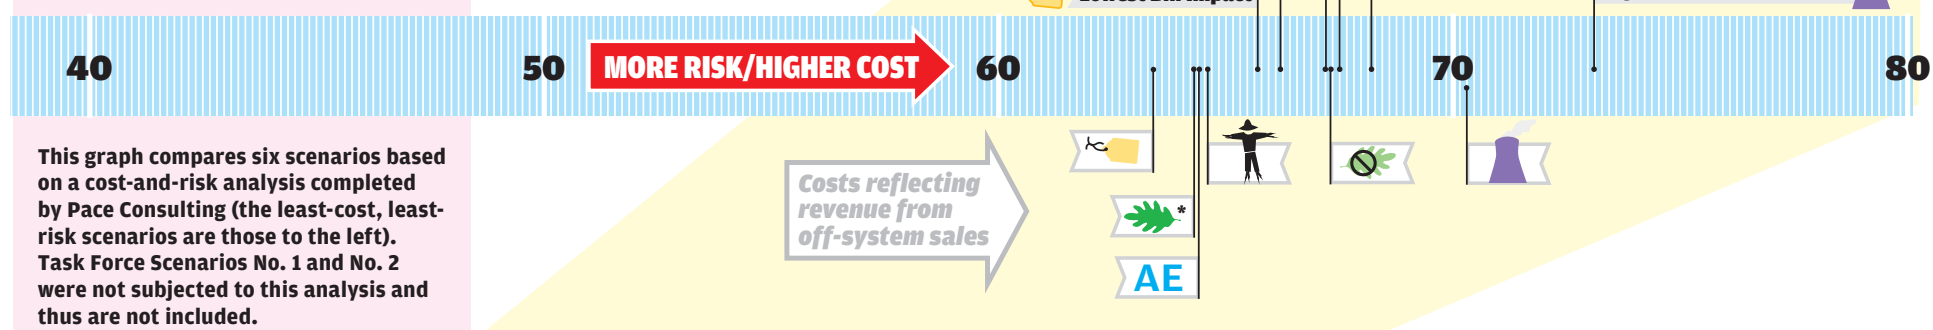 40 50 MORE RISK/HIGHER COST 60 70 80
This graph compares six scenarios based
on a cost-and-risk analysis completed
by Pace Consulting (the least-cost, least-
risk scenarios are those to the left).
Task Force Scenarios No. 1 and No. 2
were not subjected to this analysis and
thus are not included.
Costs reflecting
revenue from
off-system sales
*
AE